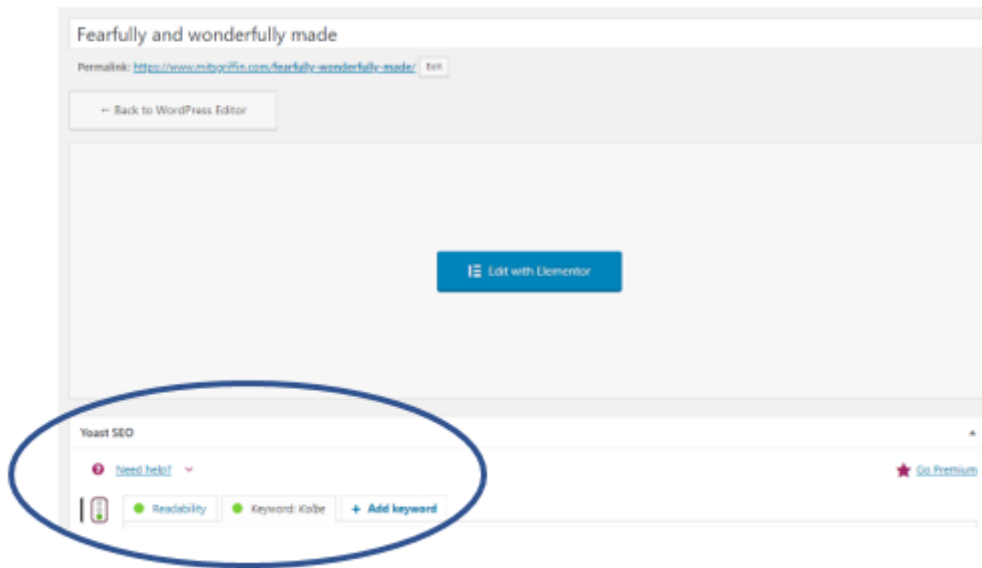 Fearfully and wonderfully made
Permalink: https://www.mitsgriffin.com/fearfully-wonderfully-made/ Edit
← Back to WordPress Editor
Edit with Elementor
Yoast SEO
Need help?
Go Premium
Readability Keyword: Kolbe + Add keyword